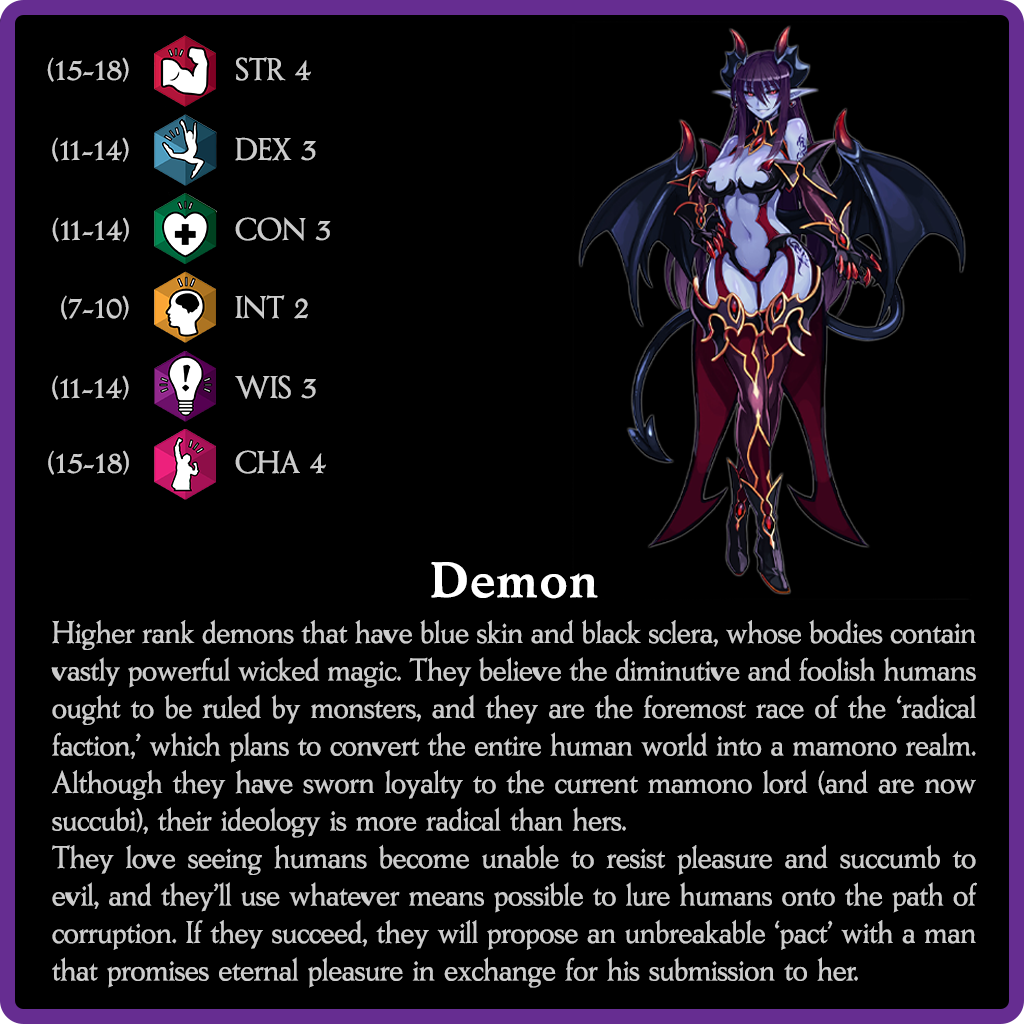 (15-18) STR 4
(11-14) DEX 3
(11-14) CON 3
(7-10) INT 2
(11-14) WIS 3
(15-18) CHA 4
Demon
Higher rank demons that have blue skin and black sclera, whose bodies contain
vastly powerful wicked magic. They believe the diminutive and foolish humans
ought to be ruled by monsters, and they are the foremost race of the ‘radical
faction,’ which plans to convert the entire human world into a mamono realm.
Although they have sworn loyalty to the current mamono lord (and are now
succubi), their ideology is more radical than hers.
They love seeing humans become unable to resist pleasure and succumb to
evil, and they’ll use whatever means possible to lure humans onto the path of
corruption. If they succeed, they will propose an unbreakable ‘pact’ with a man
that promises eternal pleasure in exchange for his submission to her.